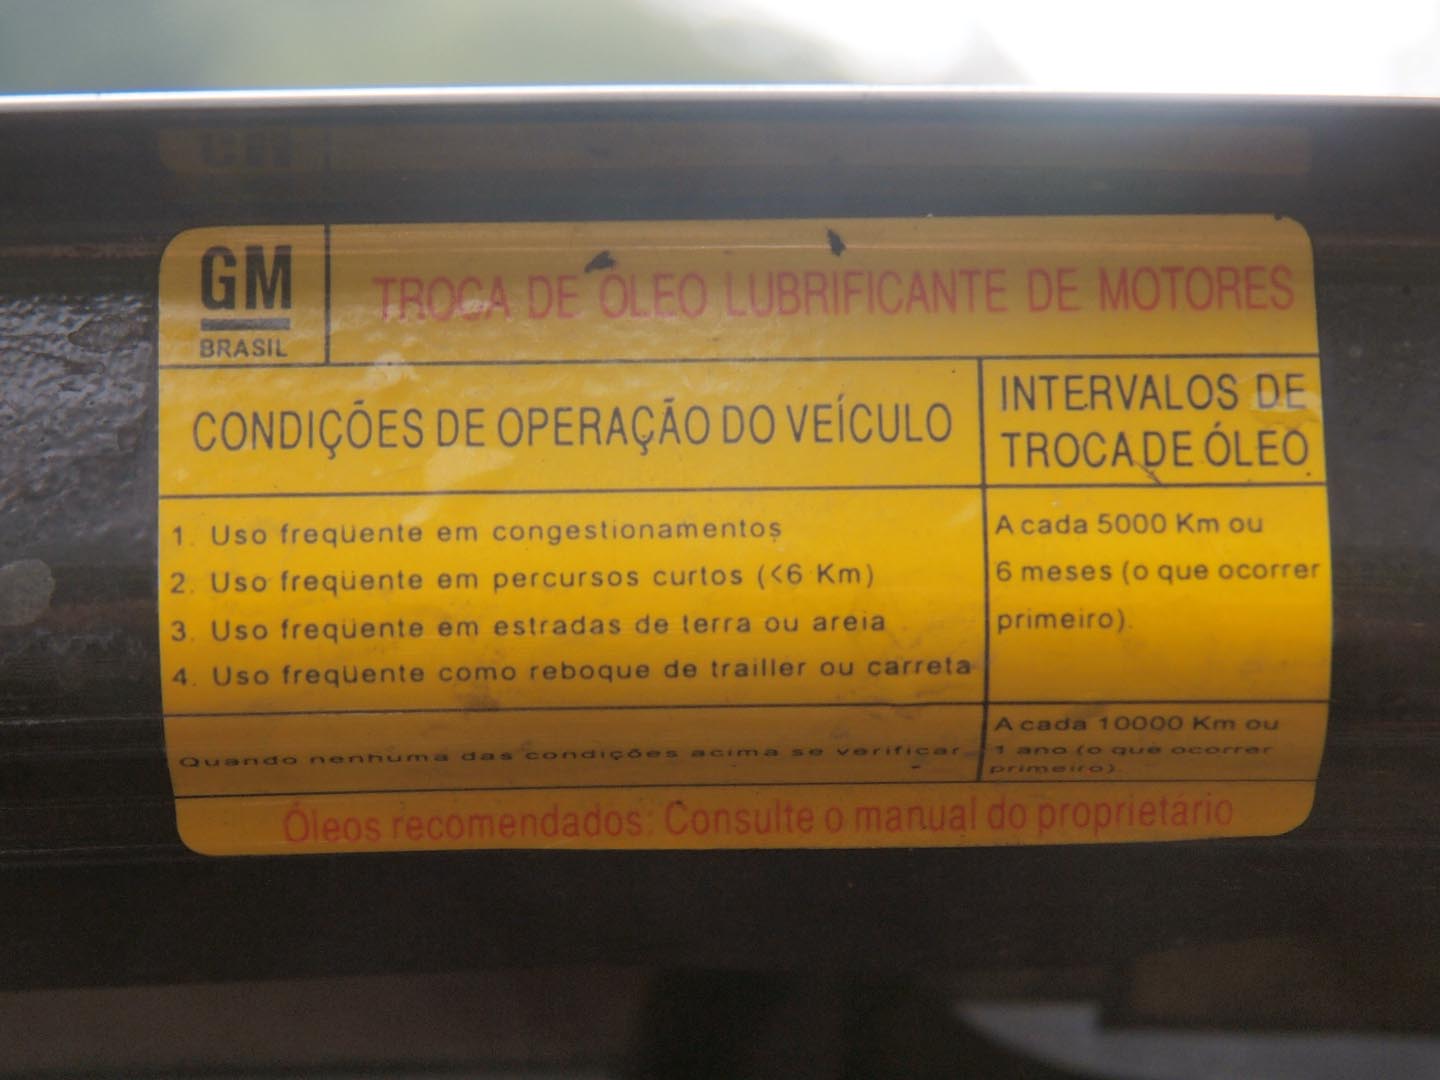 GM
BRASIL
TROCA DE ÓLEO LUBRIFICANTE DE MOTORES
CONDIÇÕES DE OPERAÇÃO DO VEÍCULO
INTERVALOS DE
TROCA DE ÓLEO
1. Uso freqüente em congestionamentos
2. Uso freqüente em percursos curtos (<6 Km)
3. Uso freqüente em estradas de terra ou areia
4. Uso freqüente como reboque de trailler ou carreta
A cada 5000 Km ou
6 meses (o que ocorrer
primeiro).
Quando nenhuma das condições acima se verificar
A cada 10000 Km ou
1 ano (o que ocorrer
primeiro).
Óleos recomendados: Consulte o manual do proprietário